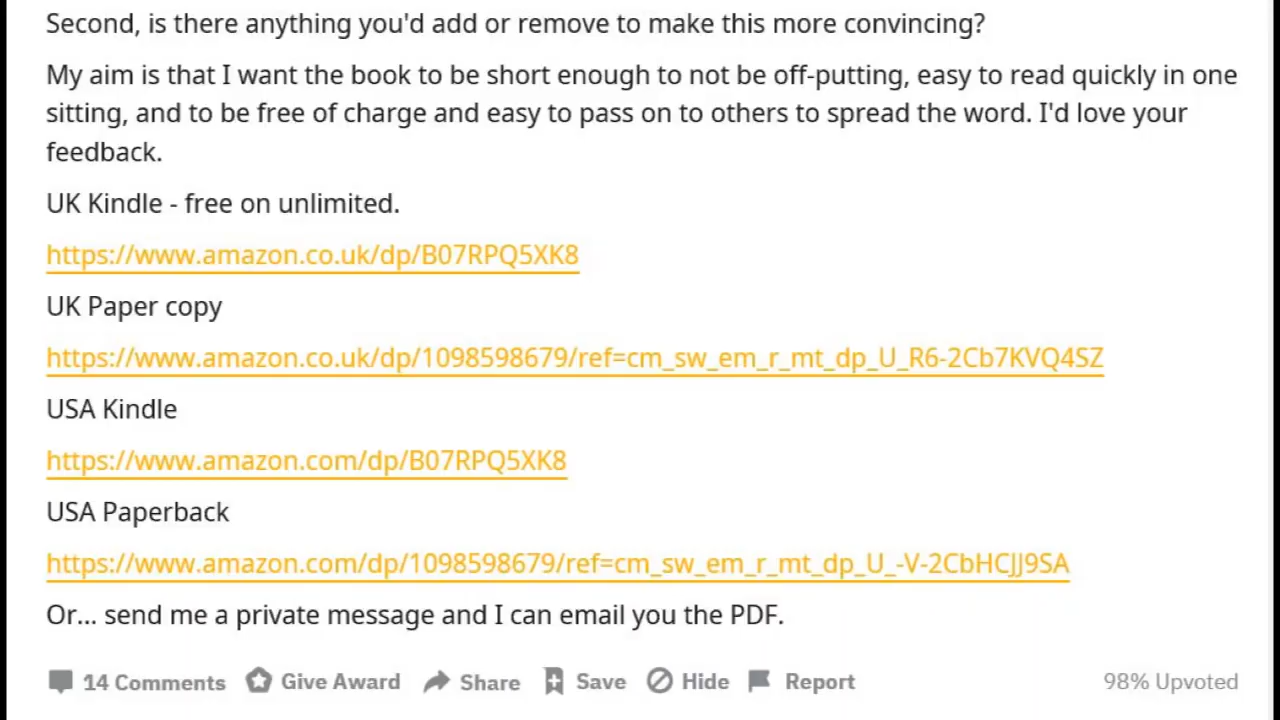 Second, is there anything you'd add or remove to make this more convincing?
My aim is that I want the book to be short enough to not be off-putting, easy to read quickly in one
sitting, and to be free of charge and easy to pass on to others to spread the word. I'd love your
feedback.
UK Kindle - free on unlimited.
https://www.amazon.co.uk/dp/B07RPQ5XK8
UK Paper copy
https://www.amazon.co.uk/dp/1098598679/ref=cm_sw_em_r_mt_dp_U_R6-2Cb7KVQ4SZ
USA Kindle
https://www.amazon.com/dp/B07RPQ5XK8
USA Paperback
https://www.amazon.com/dp/1098598679/ref=cm_sw_em_r_mt_dp_U_-V-2CbHCJJ9SA
Or... send me a private message and I can email you the PDF.
14 Comments Give Award Share Save Hide Report 98% Upvoted